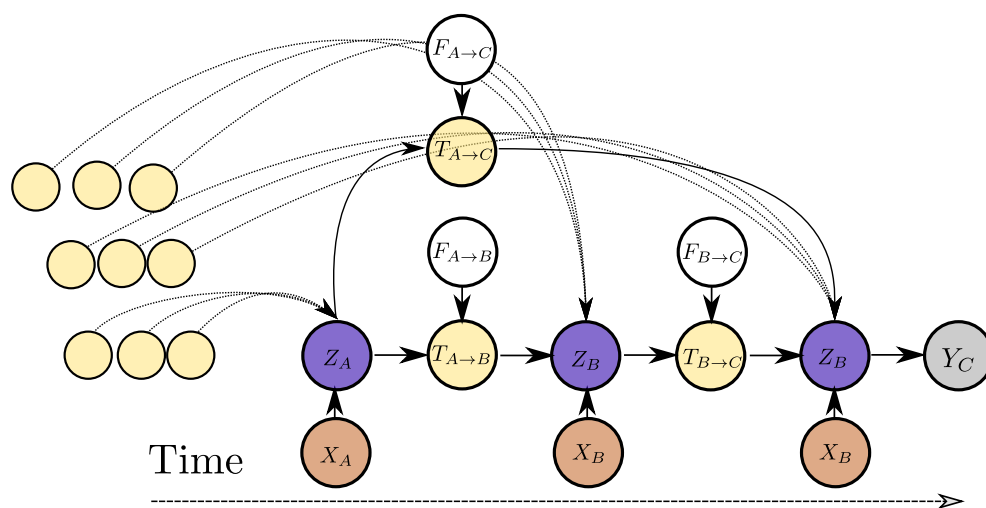 F_{A→C}
T_{A→C}
F_{A→B}
F_{B→C}
Z_A
T_{A→B}
Z_B
T_{B→C}
Z_B
Y_C
X_A
X_B
X_B
Time